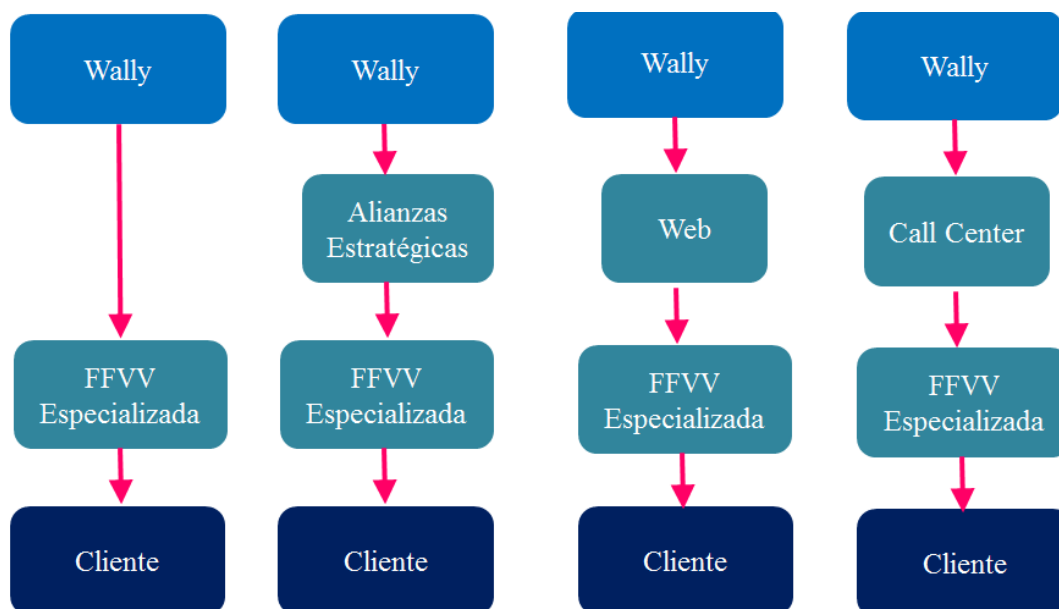 Wally
Wally
Wally
Wally
Alianzas
Estratégicas
Web
Call Center
FFVV
Especializada
FFVV
Especializada
FFVV
Especializada
FFVV
Especializada
Cliente
Cliente
Cliente
Cliente